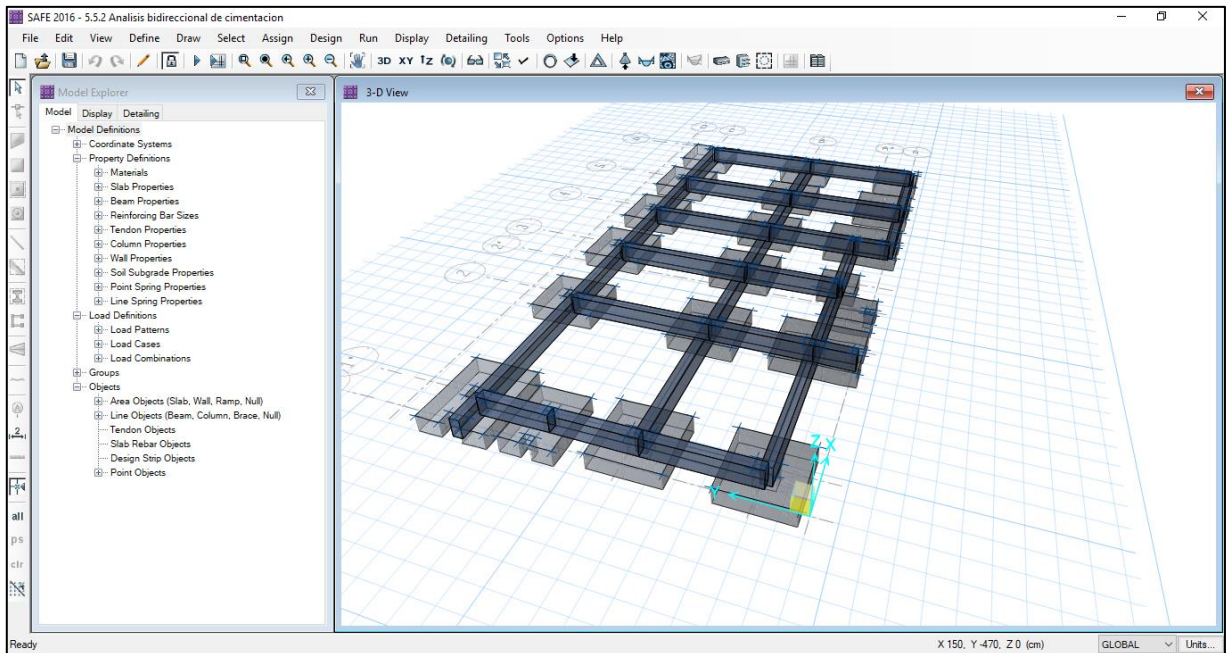 SAFE 2016 - 5.5.2 Analisis bidireccional de cimentacion
File Edit View Define Draw Select Assign Design Run Display Detailing Tools Options Help
3D XY
Model Explorer
Model Display Detailing
Model Definitions
Coordinate Systems
Property Definitions
Materials
Slab Properties
Beam Properties
Reinforcing Bar Sizes
Tendon Properties
Column Properties
Wall Properties
Soil Subgrade Properties
Point Spring Properties
Line Spring Properties
Load Definitions
Load Patterns
Load Cases
Load Combinations
Groups
Objects
Area Objects (Slab, Wall, Ramp, Null)
Line Objects (Beam, Column, Brace, Null)
Tendon Objects
Slab Rebar Objects
Design Strip Objects
Point Objects
2
all
ps
clr
3-D View
3
2'
2
Z X
Y
Ready
X 150, Y -470, Z 0 (cm)
GLOBAL
Units...